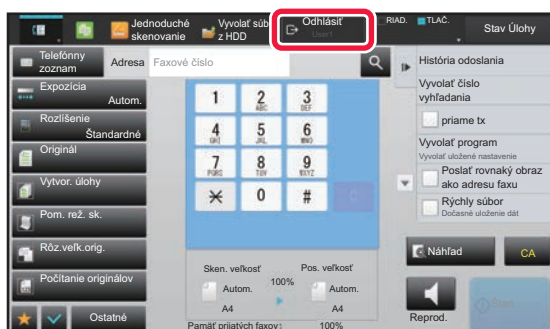 Jednoduché
skenovanie
Vyvolať súb
z HDD
Odhlásiť
User1
RIAD.
TLAČ.
Stav Úlohy
Telefónny
zoznam
Adresa
Faxové číslo
Expozícia
Autom.
Rozlíšenie
Štandardné
Originál
Vytvor. úlohy
Pom. rež. sk.
Rôz.veľk.orig.
Počítanie originálov
Ostatné
1
2
ABC
3
DEF
4
GHI
5
JKL
6
MNO
7
PQRS
8
TUV
9
WXYZ
0
#
C
Sken. veľkosť
Pos. veľkosť
100%
Autom.
Autom.
A4
A4
Pamäť prijatých faxov:
100%
História odoslania
Vyvolať číslo
vyhľadania
priame tx
Vyvolať program
Vyvolať uložené nastavenie
Poslať rovnaký obraz
ako adresu faxu
Rýchly súbor
Dočasné uloženie dát
Náhľad
CA
Reprod.
Start